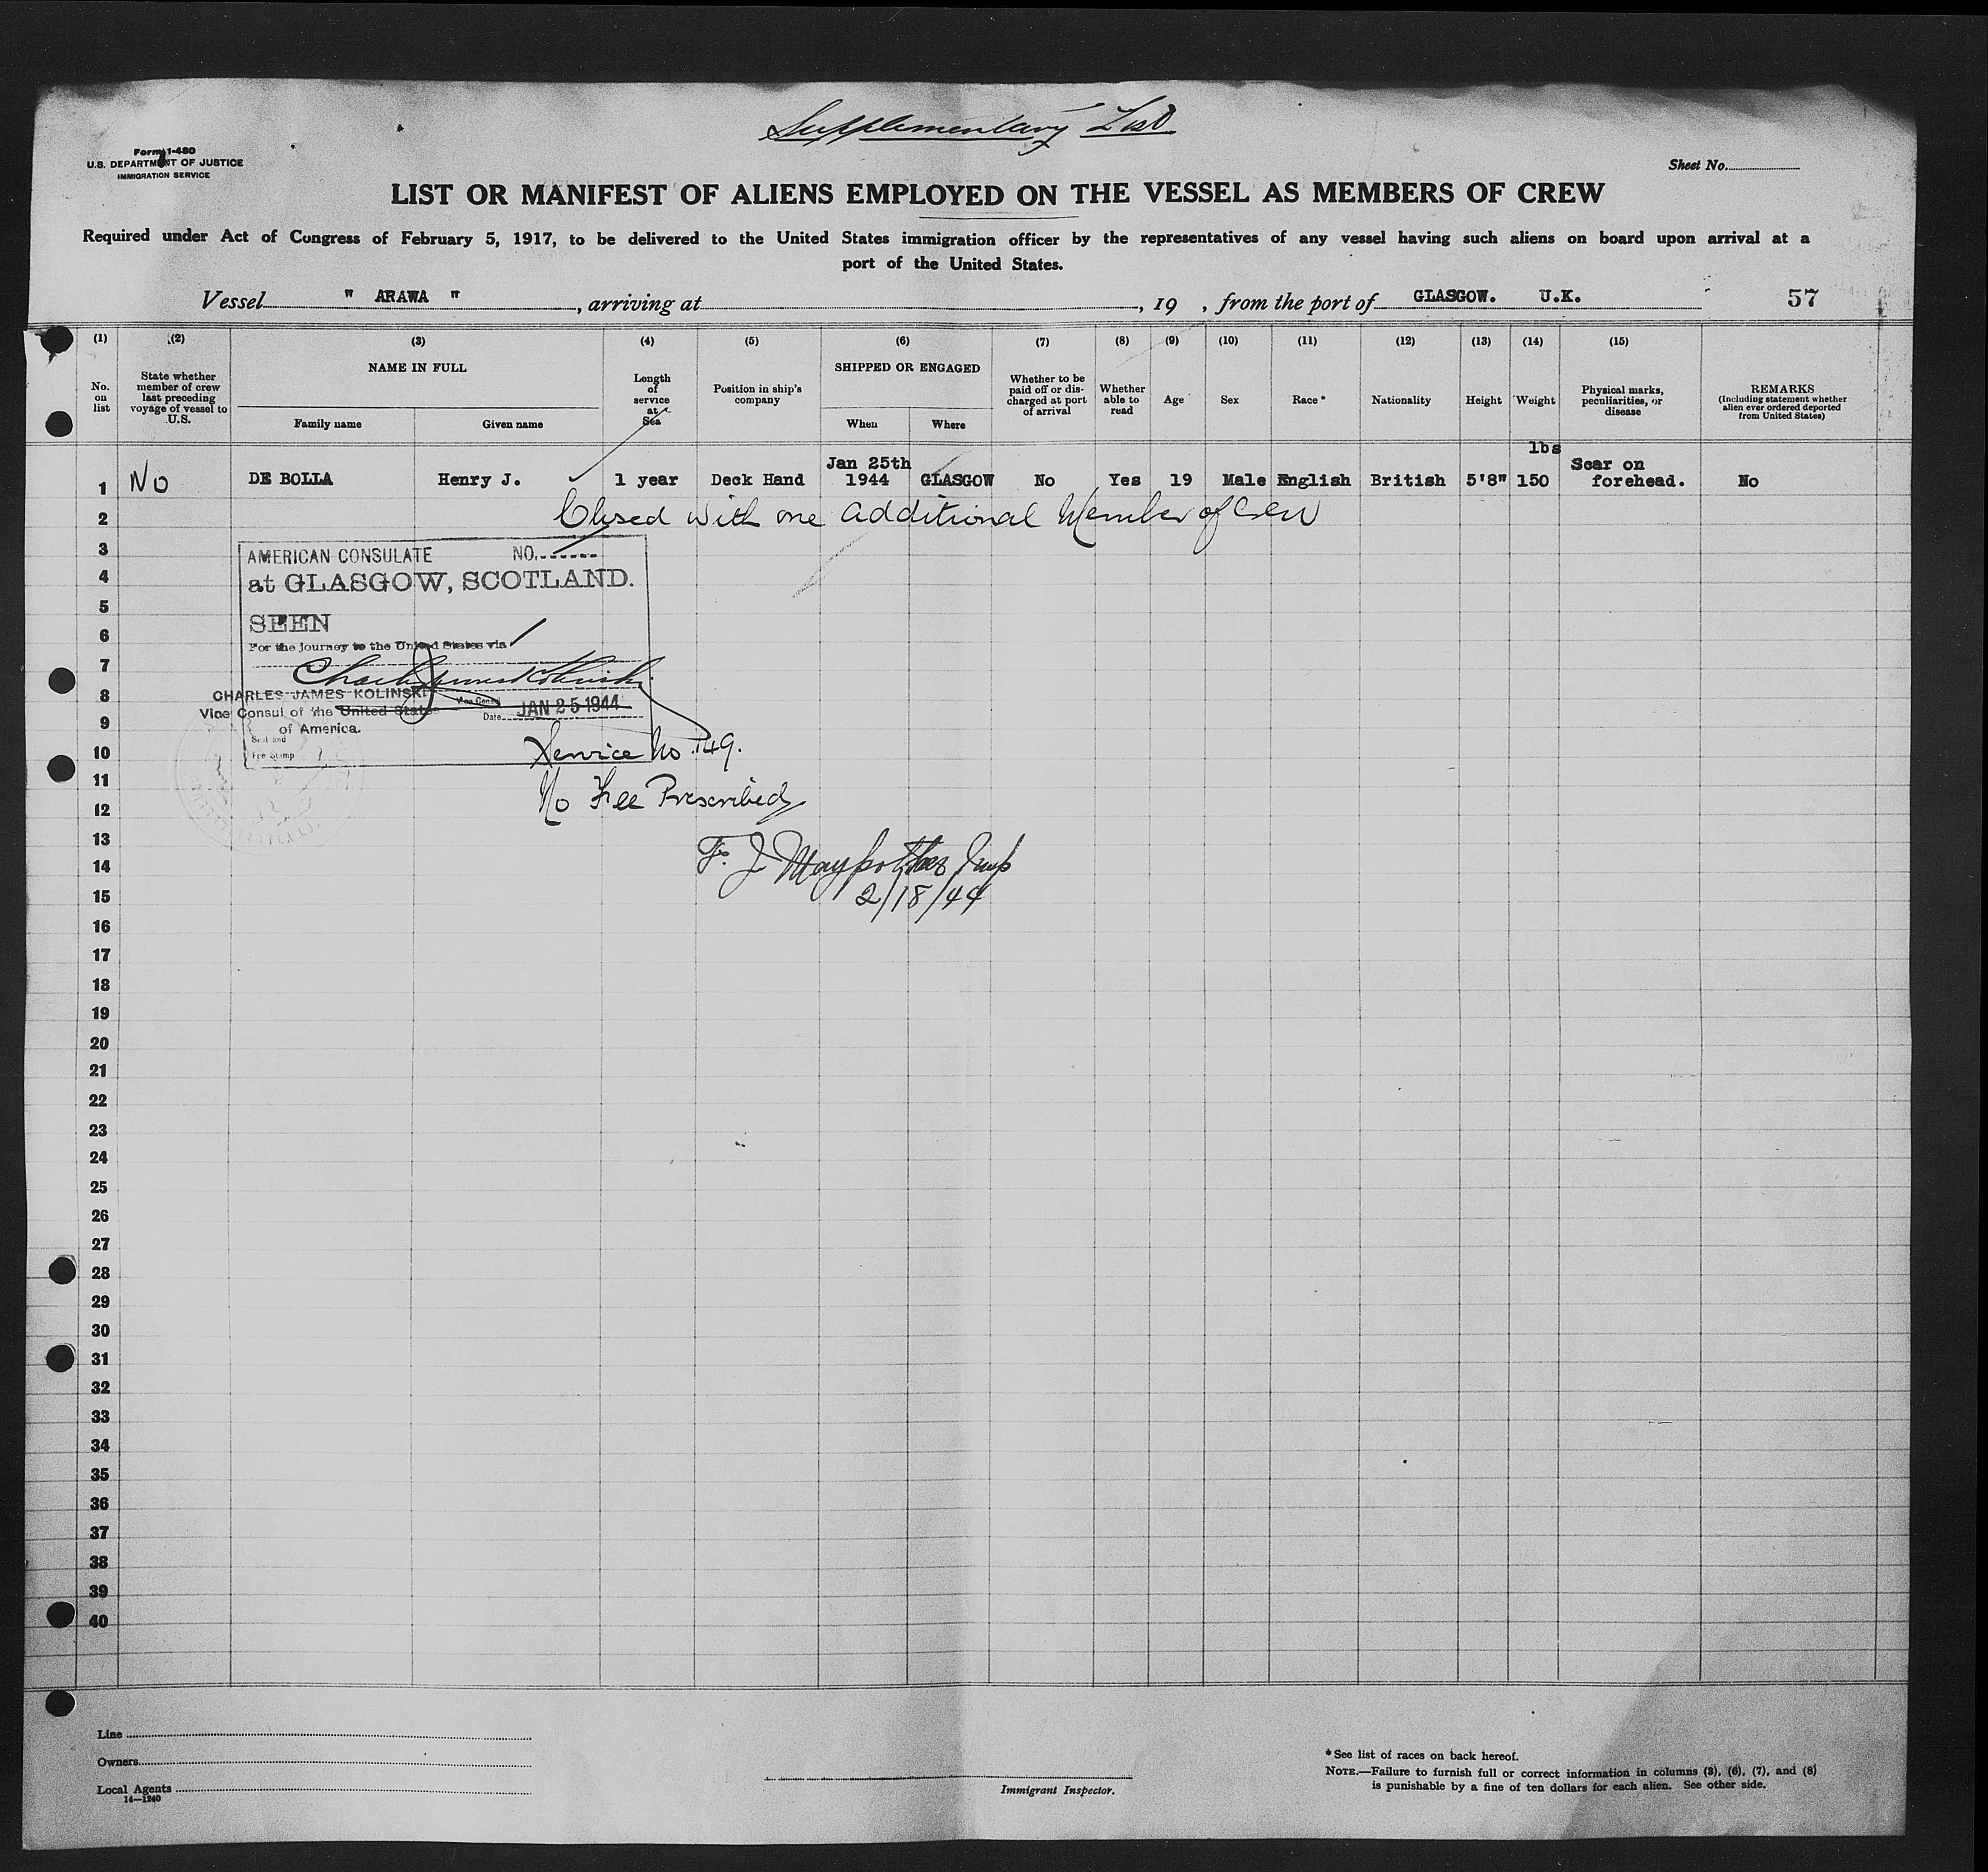 Supplementary List
Form I-480
U.S. DEPARTMENT OF JUSTICE
IMMIGRATION SERVICE
Sheet No.
LIST OR MANIFEST OF ALIENS EMPLOYED ON THE VESSEL AS MEMBERS OF CREW
Required under Act of Congress of February 5, 1917, to be delivered to the United States immigration officer by the representatives of any vessel having such aliens on board upon arrival at a
port of the United States.
Vessel " ARAWA ", arriving at , 19 , from the port of GLASGOW. U.K. 57
(1) (2) (3) (4) (5) (6) (7) (8) (9) (10) (11) (12) (13) (14) (15)
No. on list
State whether member of crew last preceding voyage of vessel to U.S.
NAME IN FULL
Family name
Given name
Length of service at Sea
Position in ship's company
SHIPPED OR ENGAGED
When
Where
Whether to be paid off or discharged at port of arrival
Whether able to read
Age
Sex
Race *
Nationality
Height
Weight
Physical marks, peculiarities, or disease
REMARKS
(Including statement whether alien ever ordered deported from United States)
1 No DE BOLLA Henry J. 1 year Deck Hand Jan 25th 1944 GLASGOW No Yes 19 Male English British 5'8" 150 lbs Scar on forehead. No
2 Closed with one additional Member of Crew
3
4
5
6
7
8
9
10
11
12
13
14
15
16
17
18
19
20
21
22
23
24
25
26
27
28
29
30
31
32
33
34
35
36
37
38
39
40
AMERICAN CONSULATE NO.
at GLASGOW, SCOTLAND.
SEEN
For the journey to the United States via
Charles James Kolinski
CHARLES JAMES KOLINSKI
Vice Consul
Vice Consul of the United States
Date JAN 25 1944
of America.
Seal and
Fee Stamp
Service No. 149.
No Fee Prescribed
F. J. Maypother Insp
2/18/44
Line
Owners
Local Agents
14—1240
Immigrant Inspector.
* See list of races on back hereof.
NOTE.—Failure to furnish full or correct information in columns (3), (6), (7), and (8)
is punishable by a fine of ten dollars for each alien. See other side.